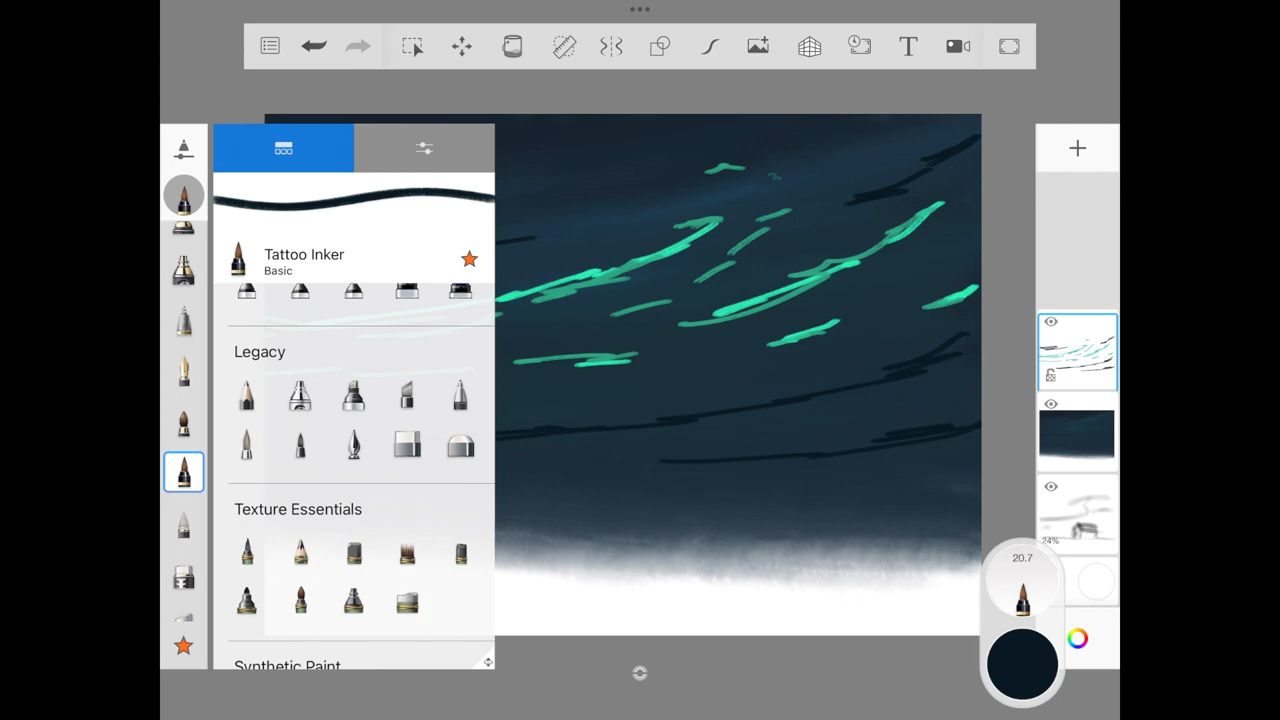 T
Tattoo Inker
Basic
Legacy
Texture Essentials
Synthetic Paint
24%
20.7